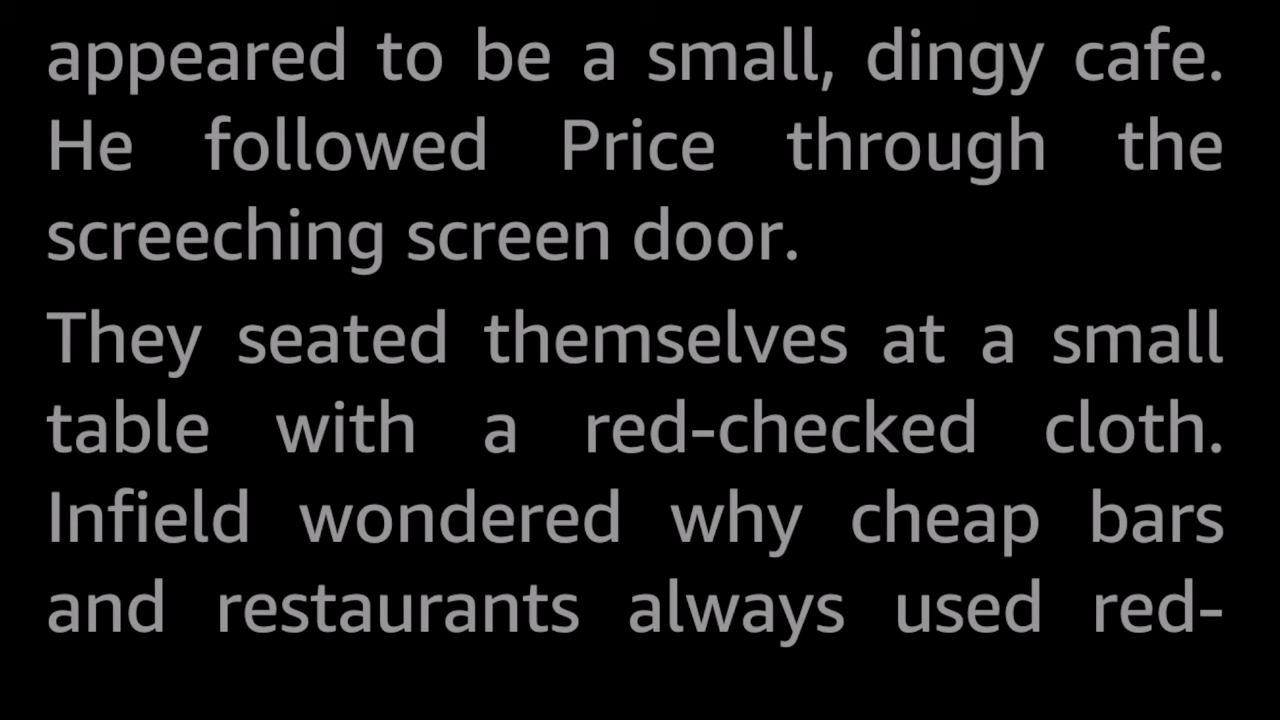 appeared to be a small, dingy cafe.
He followed Price through the
screeching screen door.
They seated themselves at a small
table with a red-checked cloth.
Infield wondered why cheap bars
and restaurants always used red-